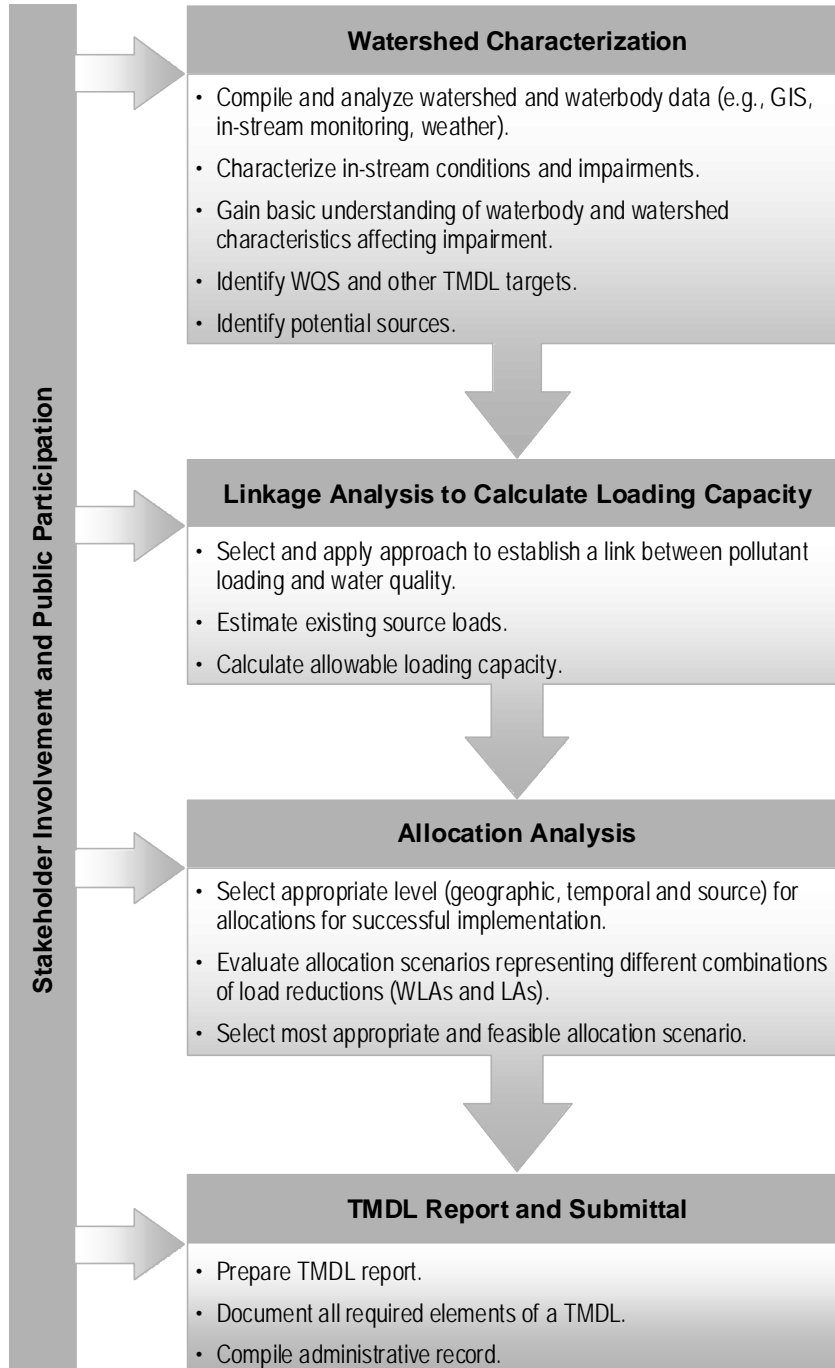 Stakeholder Involvement and Public Participation
Watershed Characterization
• Compile and analyze watershed and waterbody data (e.g., GIS,
in-stream monitoring, weather).
• Characterize in-stream conditions and impairments.
• Gain basic understanding of waterbody and watershed
characteristics affecting impairment.
• Identify WQS and other TMDL targets.
• Identify potential sources.
Linkage Analysis to Calculate Loading Capacity
• Select and apply approach to establish a link between pollutant
loading and water quality.
• Estimate existing source loads.
• Calculate allowable loading capacity.
Allocation Analysis
• Select appropriate level (geographic, temporal and source) for
allocations for successful implementation.
• Evaluate allocation scenarios representing different combinations
of load reductions (WLAs and LAs).
• Select most appropriate and feasible allocation scenario.
TMDL Report and Submittal
• Prepare TMDL report.
• Document all required elements of a TMDL.
• Compile administrative record.